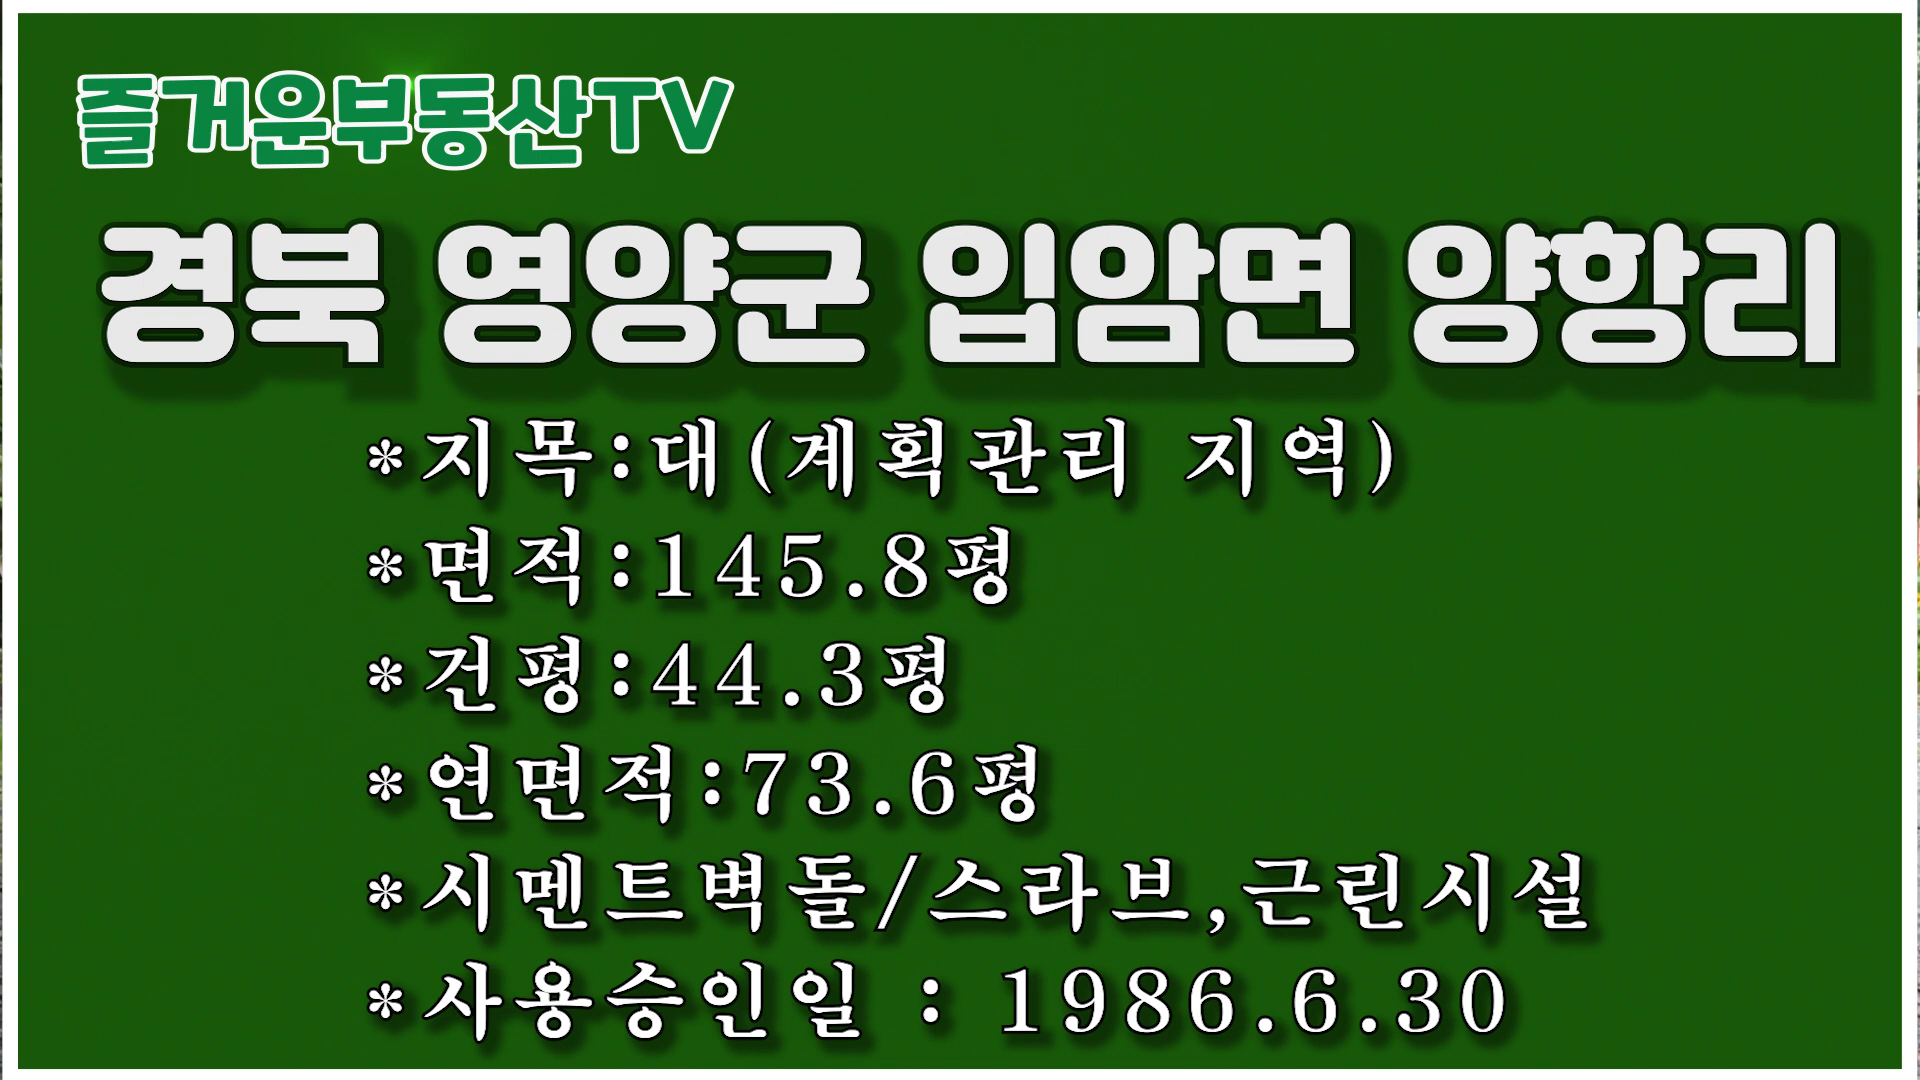 즐거운부동산TV
경북 영양군 입암면 양항리
*지목:대(계획관리 지역)
*면적:145.8평
*건평:44.3평
*연면적:73.6평
*시멘트벽돌/스라브,근린시설
*사용승인일 : 1986.6.30